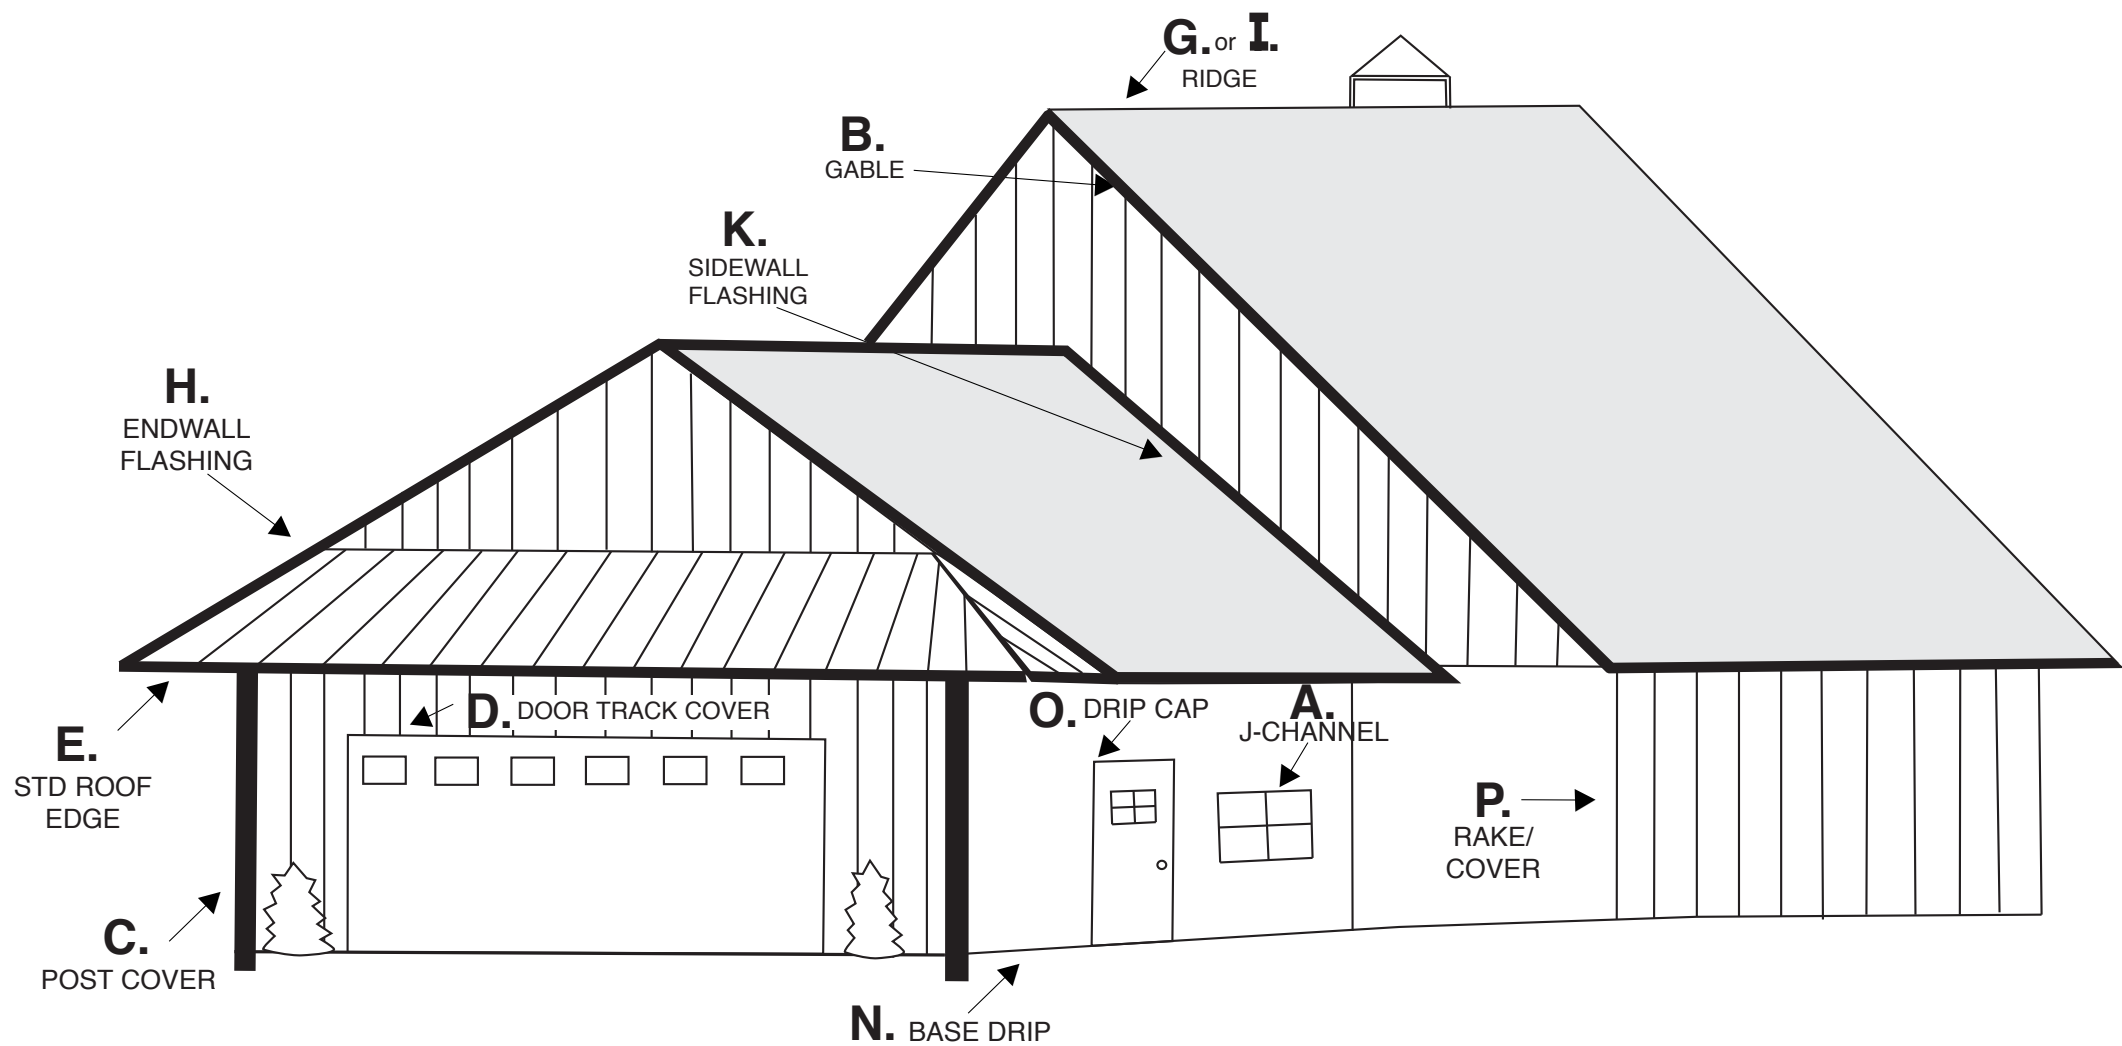 G. or I.
RIDGE
B.
GABLE
K.
SIDEWALL
FLASHING
H.
ENDWALL
FLASHING
D. DOOR TRACK COVER
O. DRIP CAP
A.
J-CHANNEL
E.
STD ROOF
EDGE
P.
RAKE/
COVER
C.
POST COVER
N. BASE DRIP